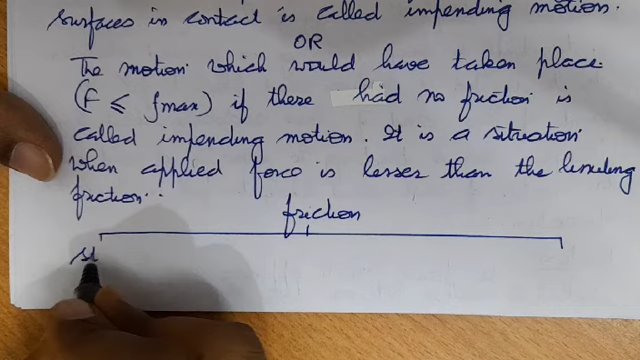 surfaces in contact is called impending motion.
OR
The motion which would have taken place
(F ⩽ fmax) if there had no friction is
called impending motion. It is a situation
when applied force is lesser than the limiting
friction.
friction
st